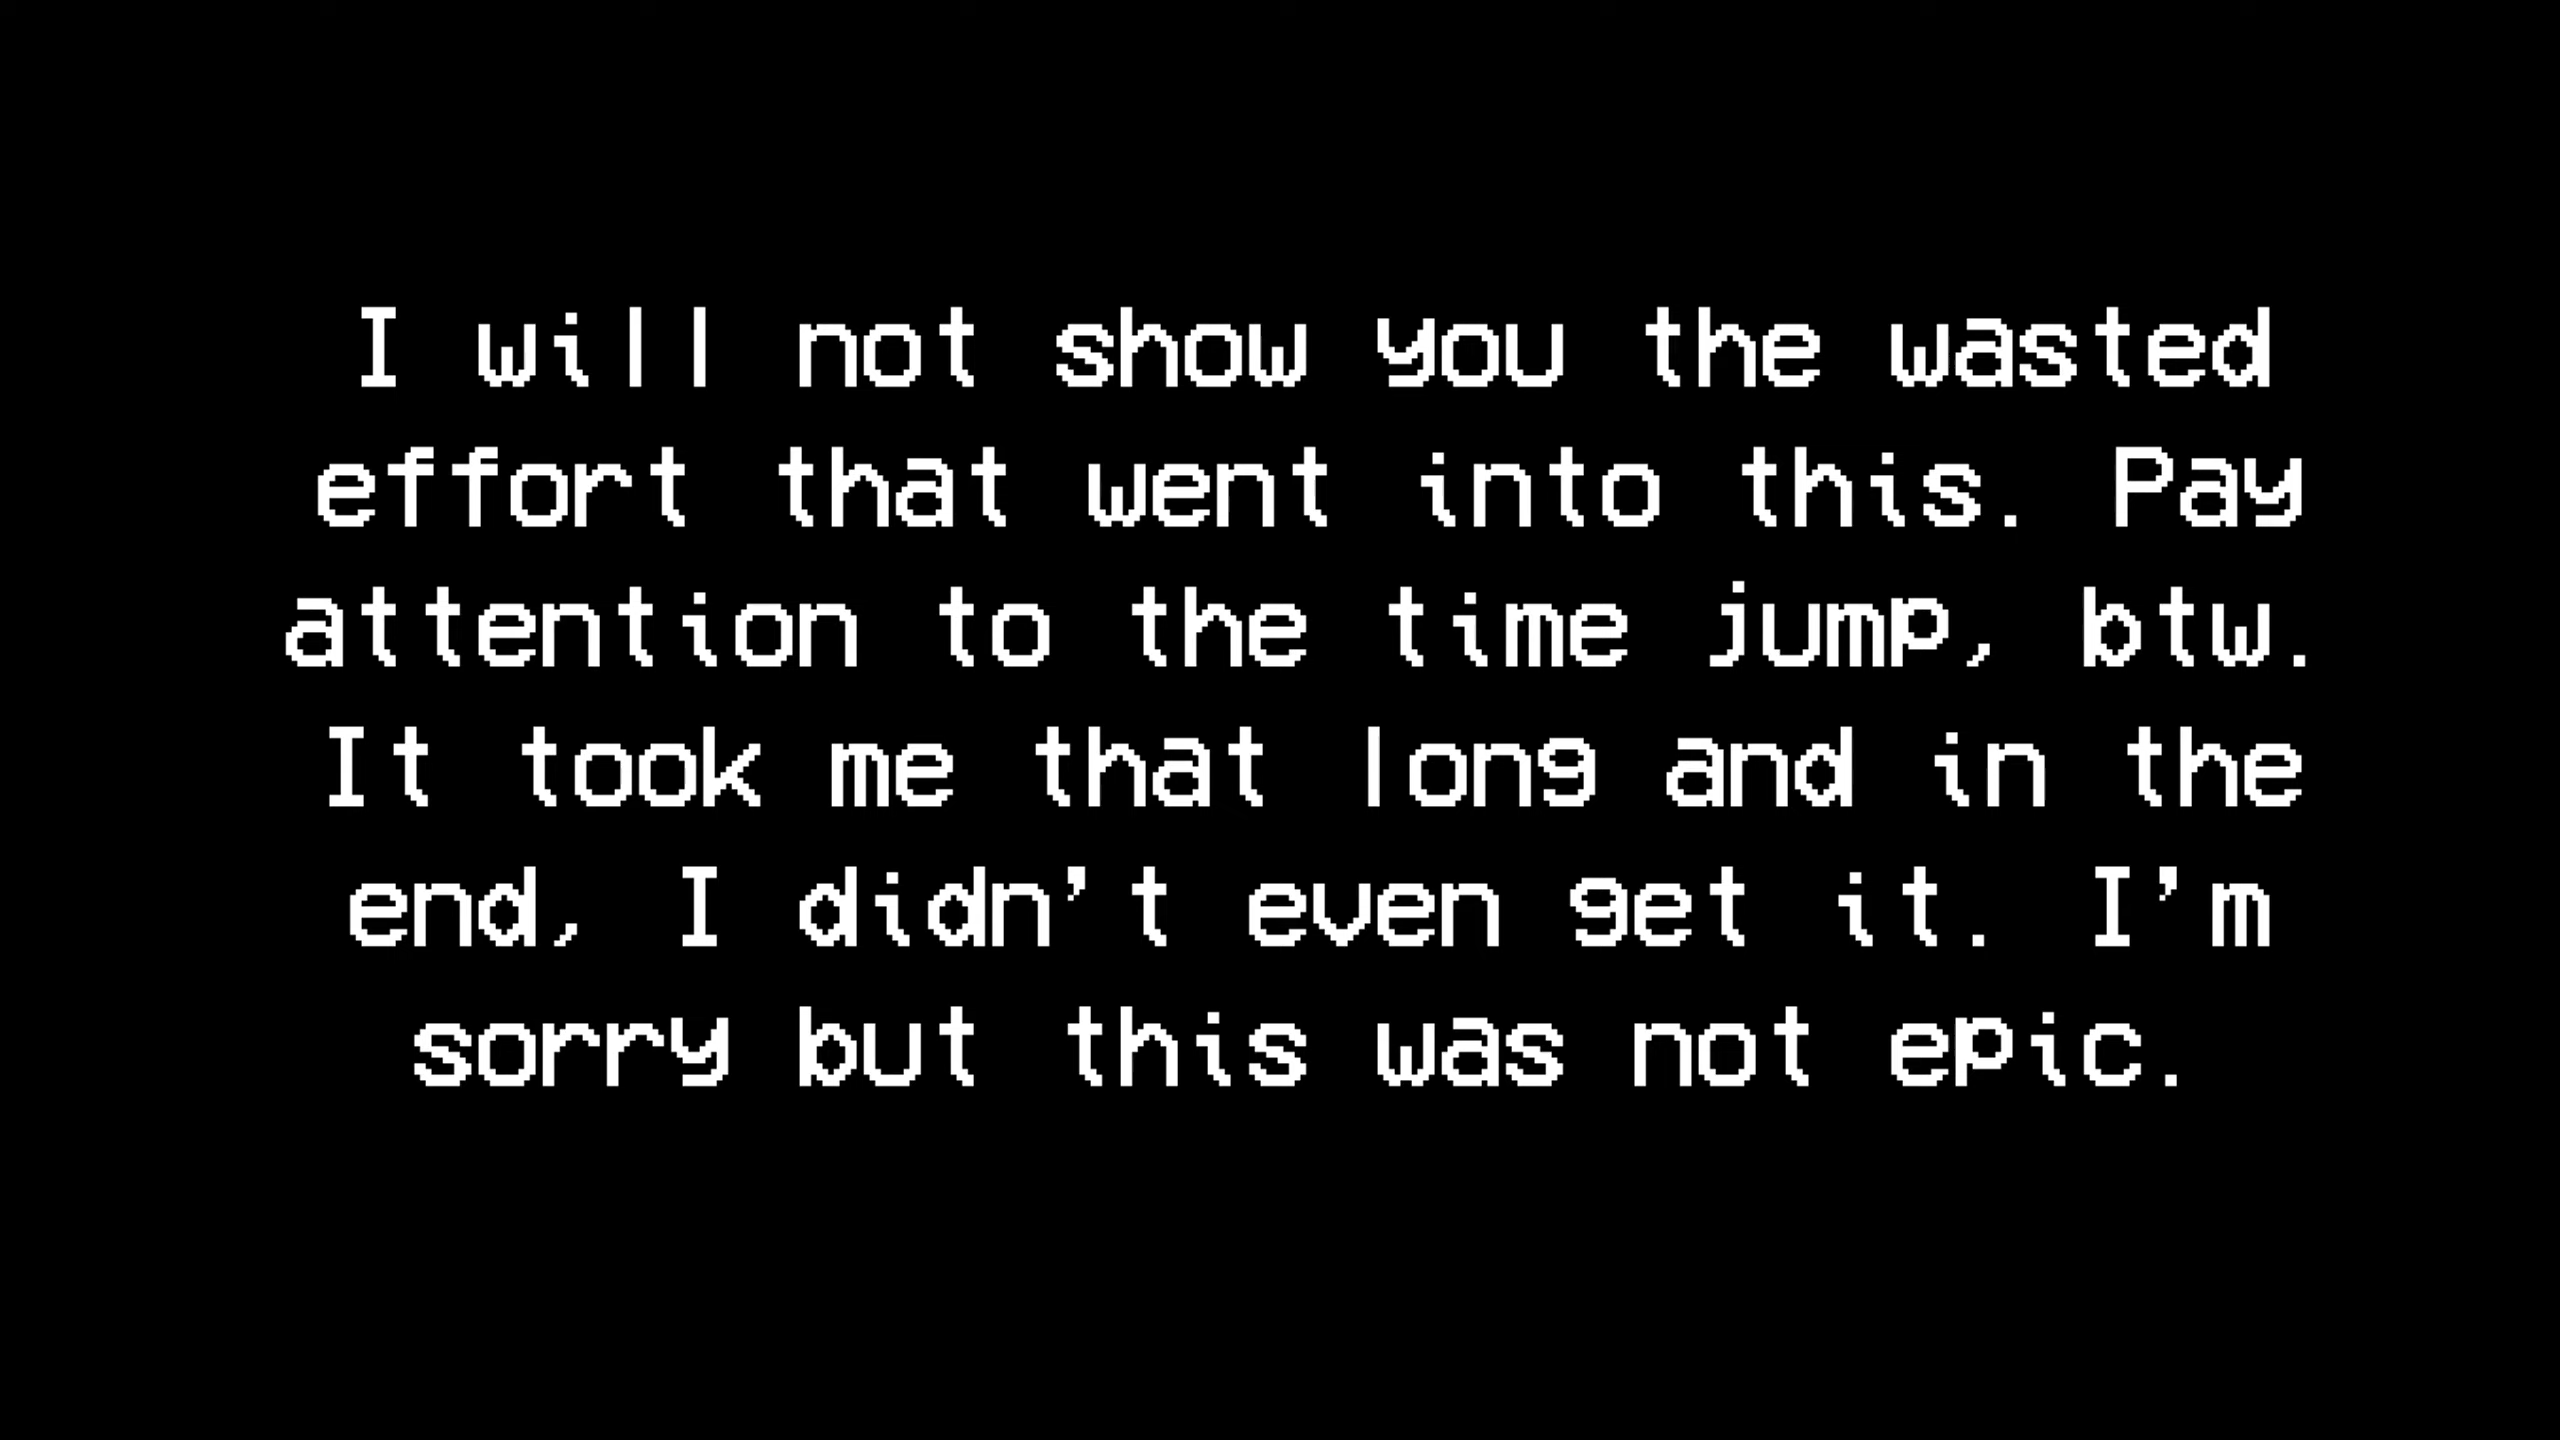 I will not show you the wasted
effort that went into this. Pay
attention to the time jump, btw.
It took me that long and in the
end, I didn’t even get it. I’m
sorry but this was not epic.